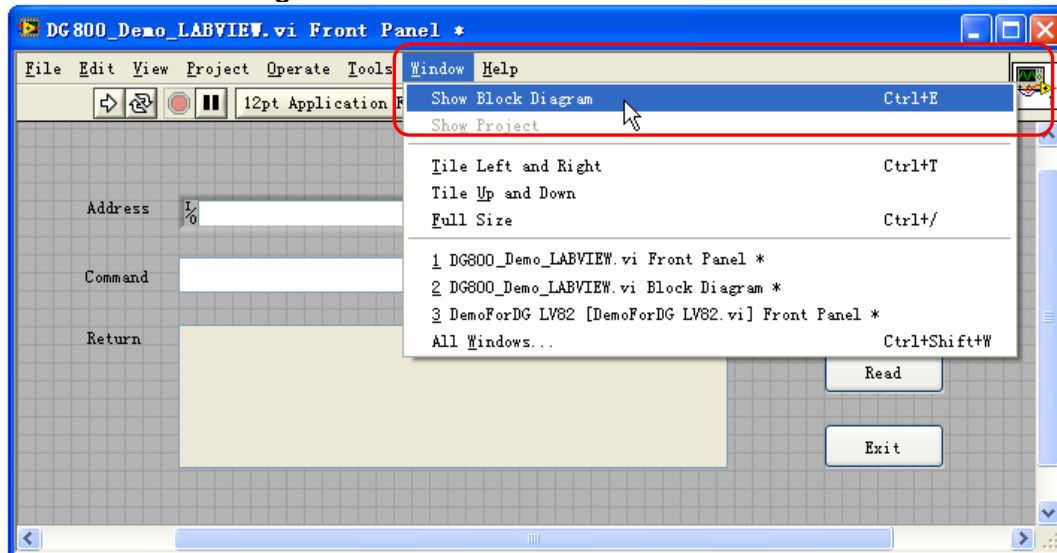 DG800_Demo_LABVIEW.vi Front Panel *
File Edit View Project Operate Tools Window Help
12pt Application
Show Block Diagram Ctrl+E
Show Project
Tile Left and Right Ctrl+T
Tile Up and Down
Address
Full Size Ctrl+/
1 DG800_Demo_LABVIEW.vi Front Panel *
Command
2 DG800_Demo_LABVIEW.vi Block Diagram *
3 DemoForDG LV82 [DemoForDG LV82.vi] Front Panel *
Return
All Windows... Ctrl+Shift+W
Read
Exit